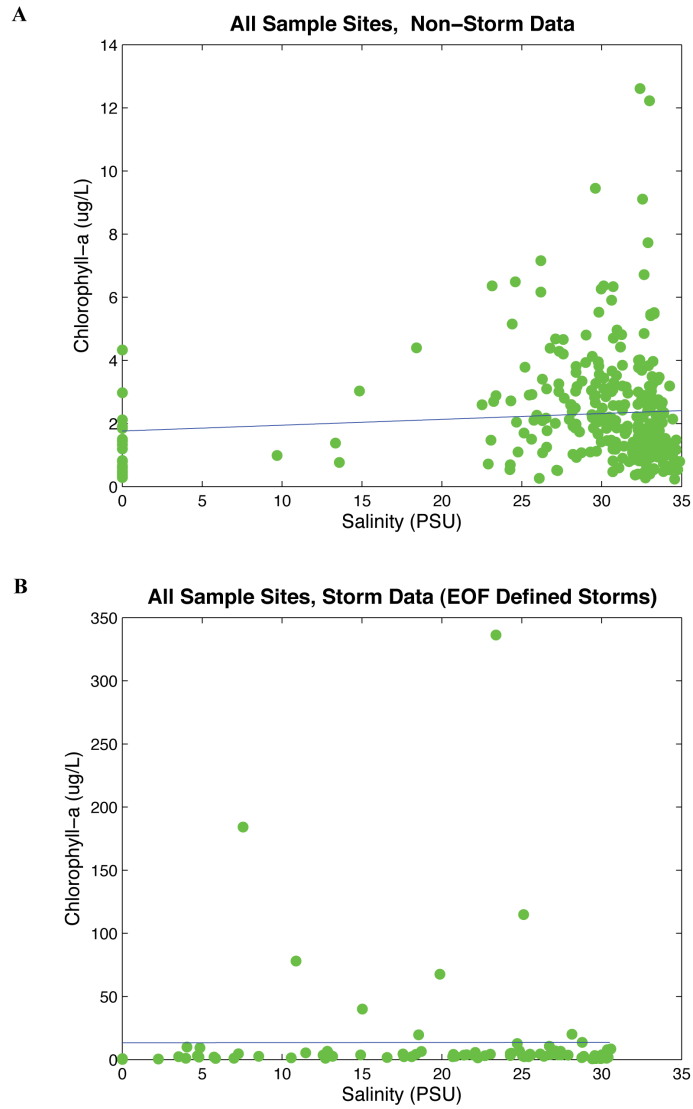 A
All Sample Sites, Non−Storm Data
14
12
10
8
6
4
2
0
Chlorophyll−a (ug/L)
0 5 10 15 20 25 30 35
Salinity (PSU)
B
All Sample Sites, Storm Data (EOF Defined Storms)
350
300
250
200
150
100
50
0
Chlorophyll−a (ug/L)
0 5 10 15 20 25 30 35
Salinity (PSU)